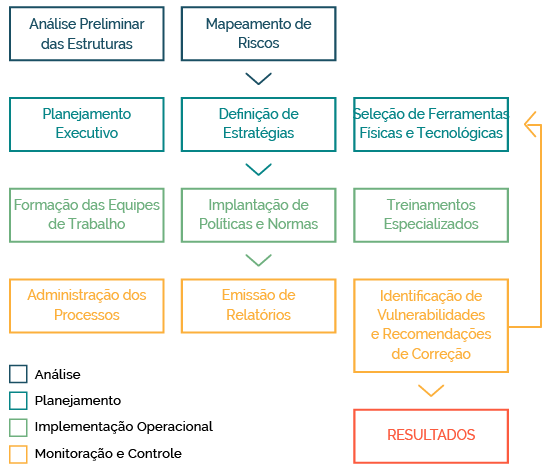 Análise Preliminar
das Estruturas
Mapeamento de
Riscos
Planejamento
Executivo
Definição de
Estratégias
Seleção de Ferramentas
Físicas e Tecnológicas
Formação das Equipes
de Trabalho
Implantação de
Políticas e Normas
Treinamentos
Especializados
Administração dos
Processos
Emissão de
Relatórios
Identificação de
Vulnerabilidades
e Recomendações
de Correção
Análise
Planejamento
Implementação Operacional
Monitoração e Controle
RESULTADOS